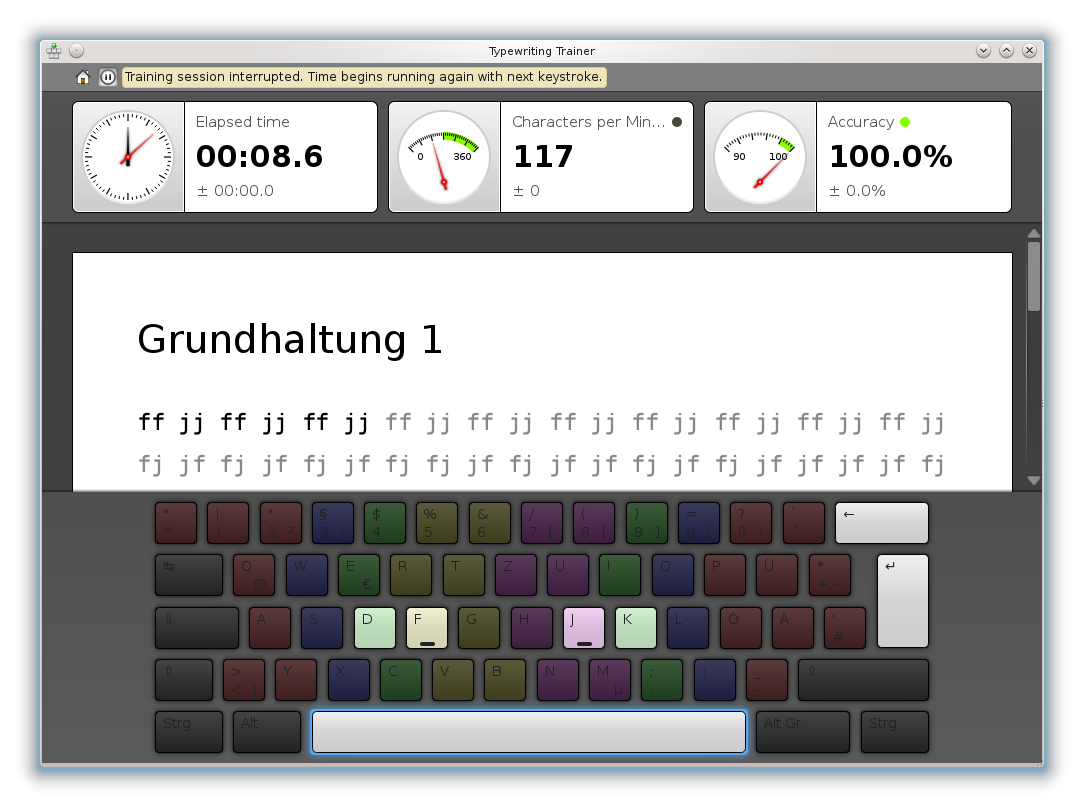 Typewriting Trainer
Training session interrupted. Time begins running again with next keystroke.
Elapsed time
00:08.6
± 00:00.0
0 360
Characters per Min...
117
± 0
90 100
Accuracy
100.0%
± 0.0%
Grundhaltung 1
ff jj ff jj ff jj ff jj ff jj ff jj ff jj ff jj ff jj ff jj
fj jf fj jf fj jf fj jf fj jf fj jf fj jf fj jf fj jf jf fj
° ^ ! 1 " 2 ² § 3 ³ $ 4 % 5 & 6 / 7 { ( 8 [ ) 9 ] = 0 } ? ß \ ` ´ ←
↹ Q @ W E € R T Z U I O P Ü * + ~ ↵
⇩ A S D F G H J K L Ö Ä ' #
⇧ > < | Y X C V B N M µ ; , : . _ - ⇧
Strg Alt Alt Gr Strg